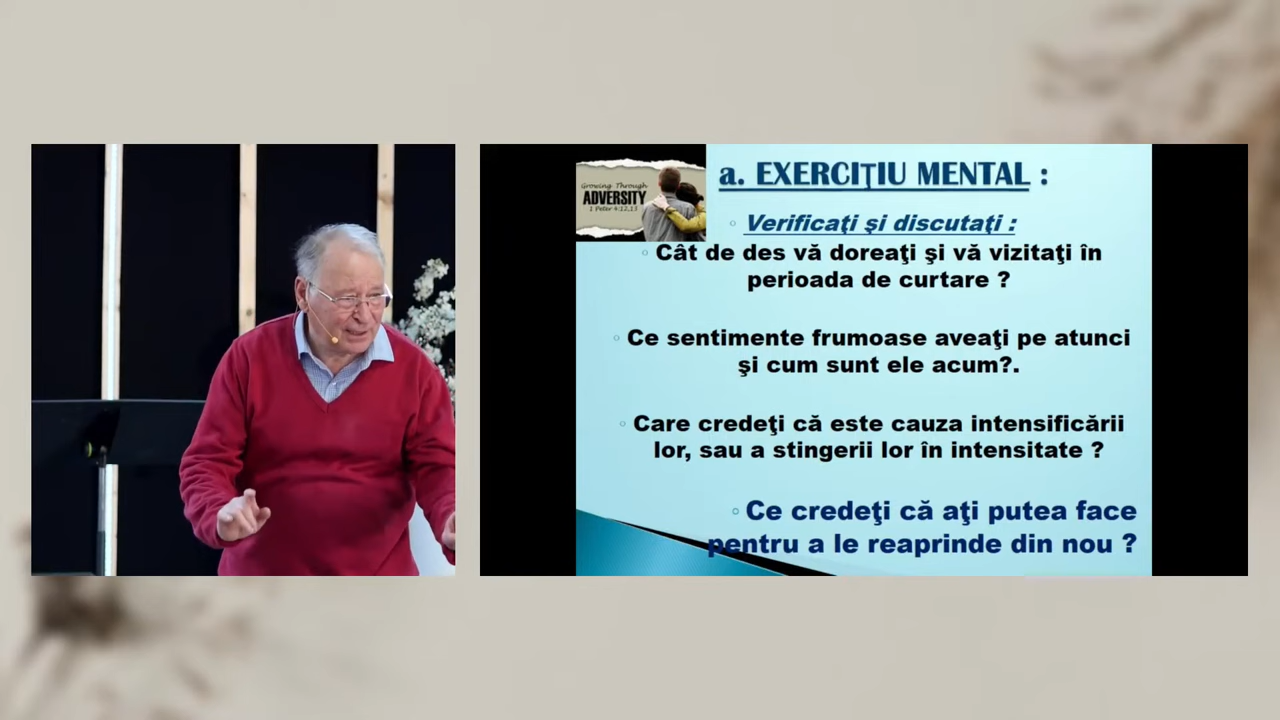 a. EXERCIŢIU MENTAL :
Growing Through
ADVERSITY
1 Peter 4:12,13
Verificaţi şi discutaţi :
Cât de des vă doreaţi şi vă vizitaţi în
perioada de curtare ?
Ce sentimente frumoase aveaţi pe atunci
şi cum sunt ele acum?.
Care credeţi că este cauza intensificării
lor, sau a stingerii lor în intensitate ?
Ce credeţi că aţi putea face
pentru a le reaprinde din nou ?